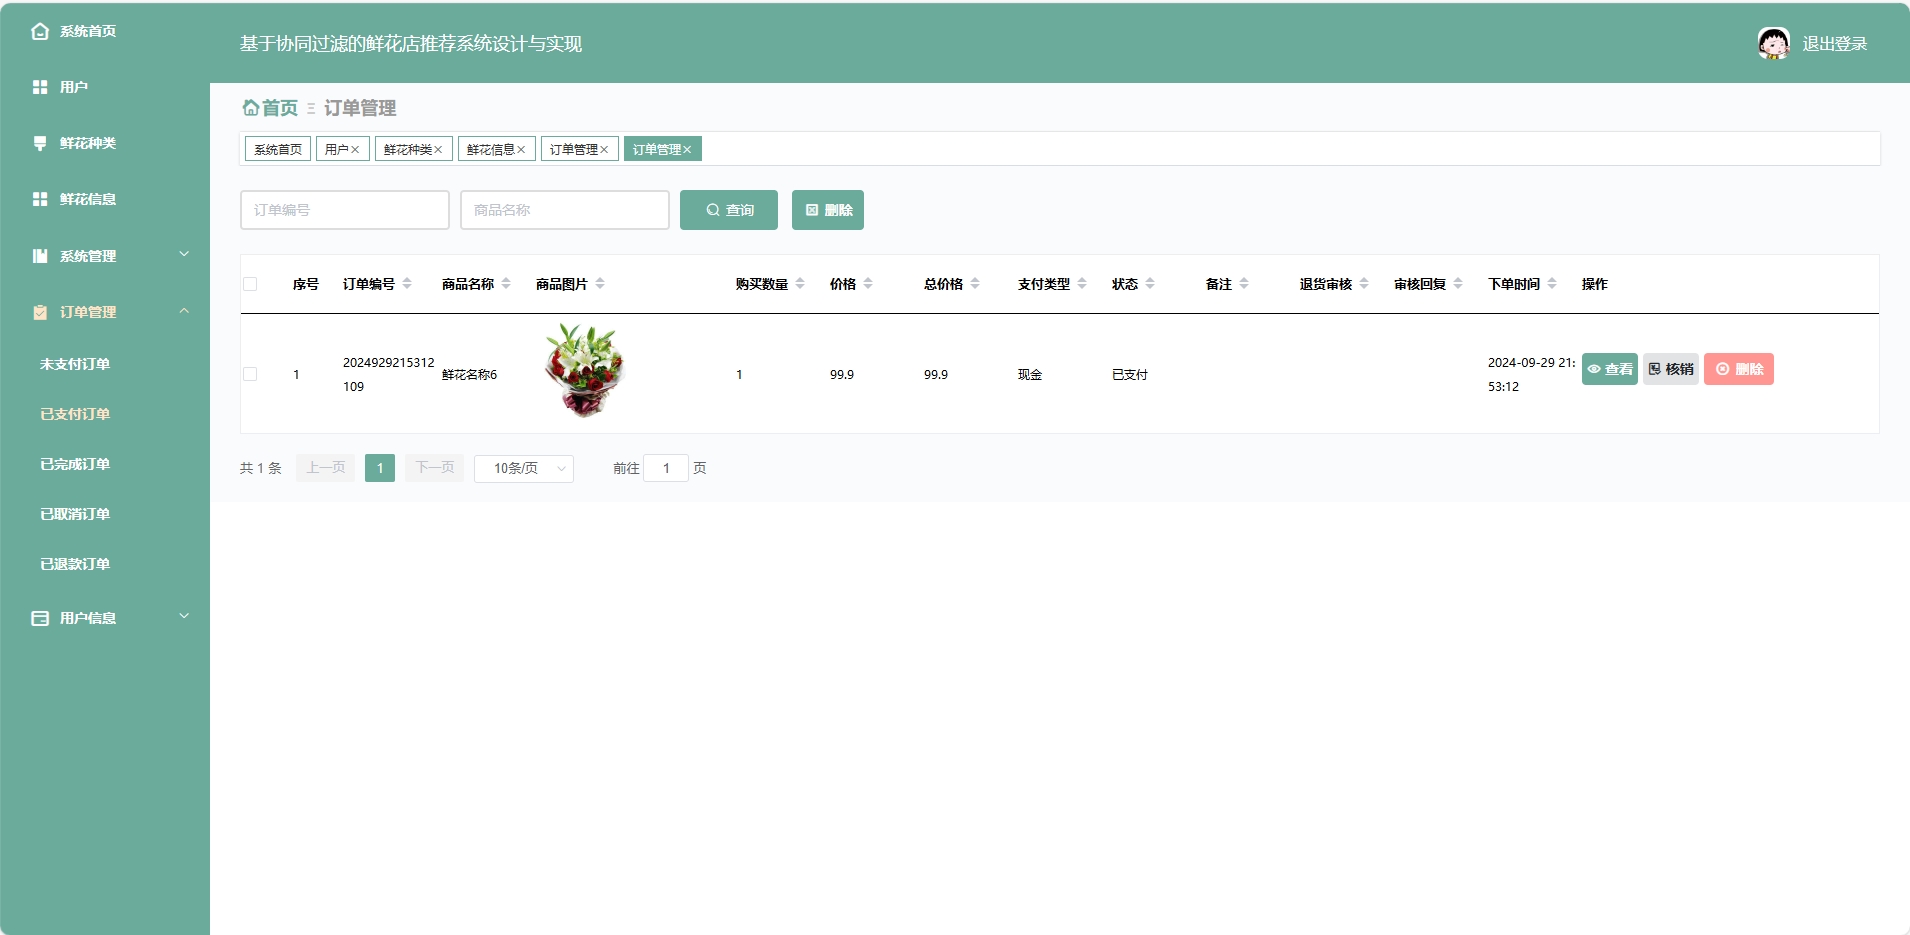 系统首页
用户
鲜花种类
鲜花信息
系统管理
订单管理
未支付订单
已支付订单
已完成订单
已取消订单
已退款订单
用户信息
基于协同过滤的鲜花店推荐系统设计与实现
退出登录
首页 订单管理
系统首页 用户 鲜花种类 鲜花信息 订单管理 订单管理
订单编号 商品名称 查询 删除
序号 订单编号 商品名称 商品图片 购买数量 价格 总价格 支付类型 状态 备注 退货审核 审核回复 下单时间 操作
1 2024929215312109 鲜花名称6 1 99.9 99.9 现金 已支付 2024-09-29 21:53:12 查看 核销 删除
共 1 条 上一页 1 下一页 10条/页 前往 1 页